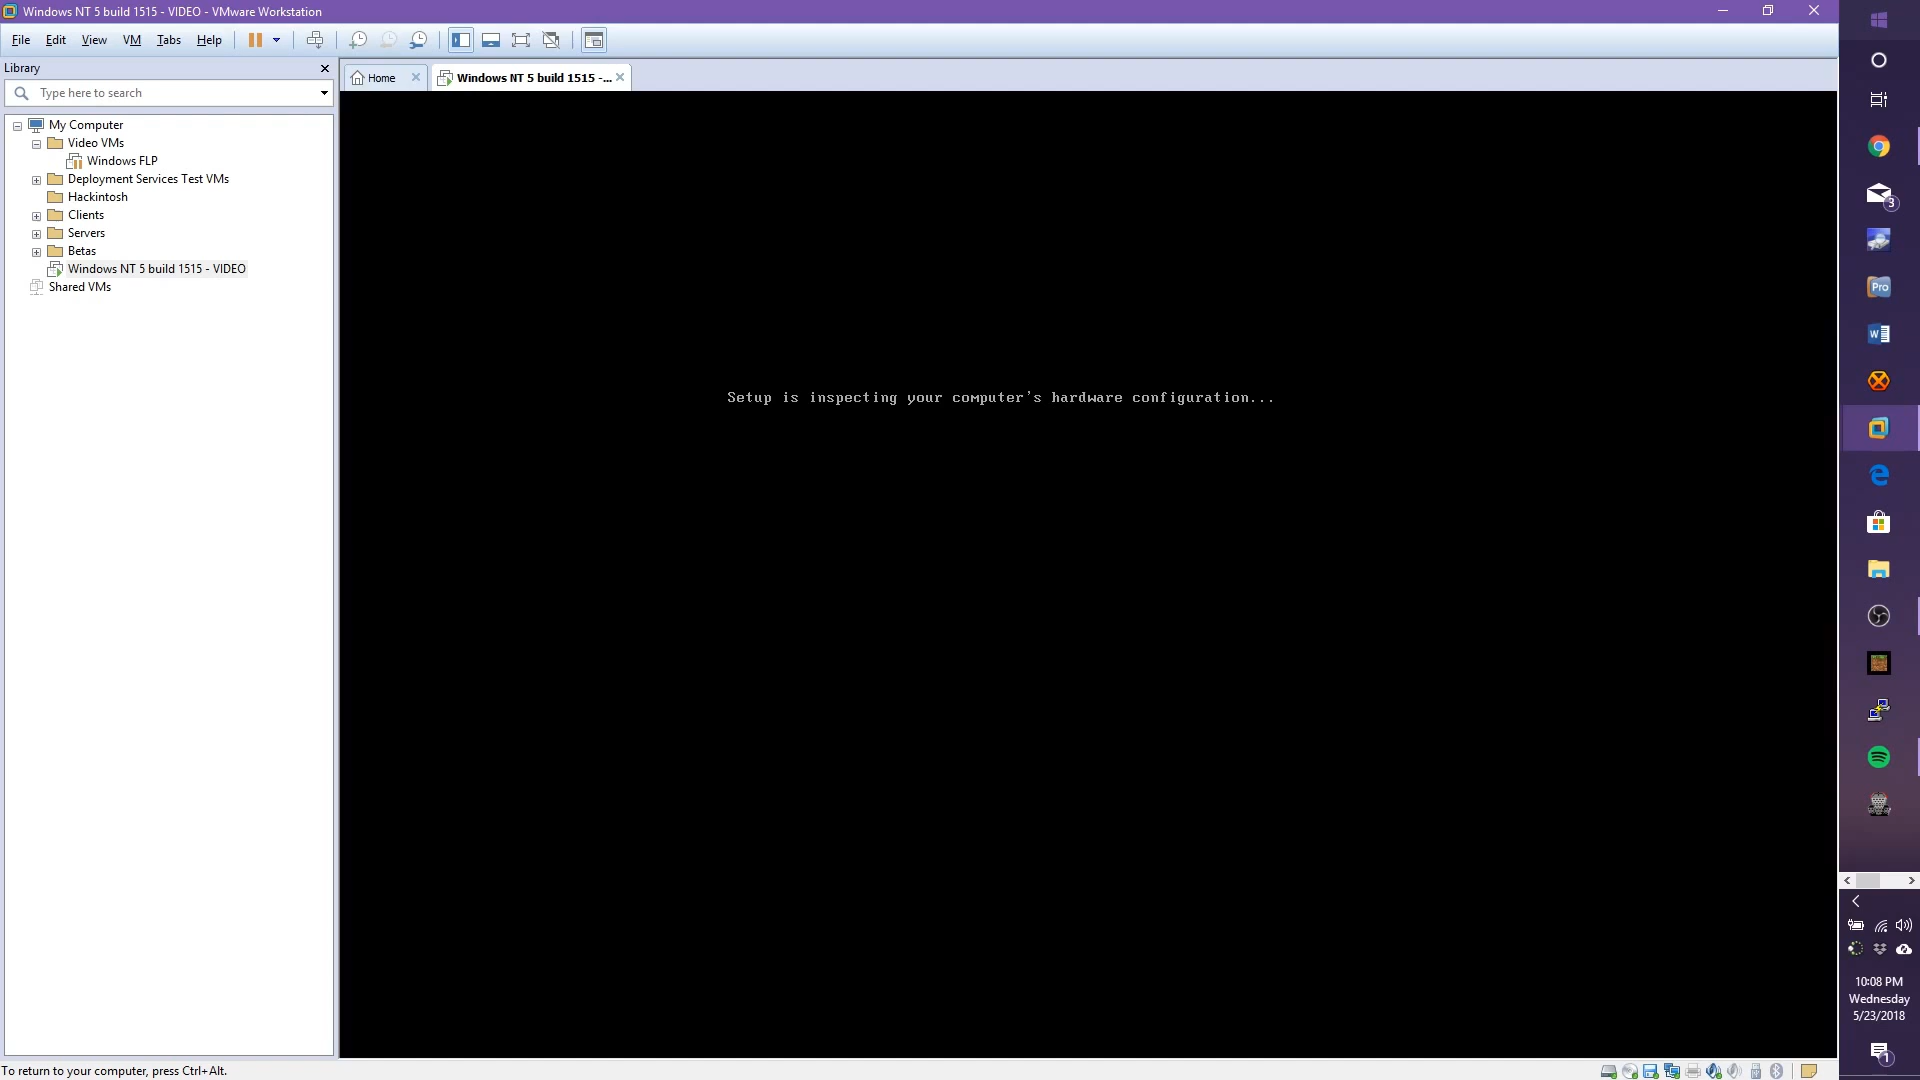 Windows NT 5 build 1515 - VIDEO - VMware Workstation
File Edit View VM Tabs Help
Library
Home
Windows NT 5 build 1515 -...
Type here to search
My Computer
Video VMs
Windows FLP
Deployment Services Test VMs
Hackintosh
Clients
Servers
Betas
Windows NT 5 build 1515 - VIDEO
Shared VMs
Setup is inspecting your computer's hardware configuration...
3
Pro
W
10:08 PM
Wednesday
5/23/2018
1
To return to your computer, press Ctrl+Alt.